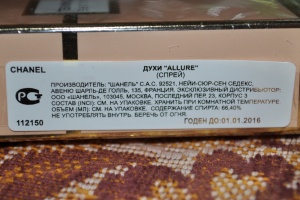 CHANEL
ДУХИ "ALLURE"
(СПРЕЙ)
ПРОИЗВОДИТЕЛЬ: "ШАНЕЛЬ" С.А.С. 92521, НЕЙИ-СЮР-СЕН СЕДЕКС,
АВЕНЮ ШАРЛЬ-ДЕ ГОЛЛЬ, 135, ФРАНЦИЯ. ЭКСКЛЮЗИВНЫЙ ДИСТРИБЬЮТОР:
ООО «ШАНЕЛЬ», 103045, МОСКВА, ПОСЛЕДНИЙ ПЕР, 23, КОРПУС 3
СОСТАВ (INCI): СМ. НА УПАКОВКЕ. ХРАНИТЬ ПРИ КОМНАТНОЙ ТЕМПЕРАТУРЕ.
ОБЪЕМ (МЛ): СМ. НА УПАКОВКЕ. СОДЕРЖАНИЕ СПИРТА: 66,40%
НЕ УПОТРЕБЛЯТЬ ВНУТРЬ. БЕРЕЧЬ ОТ ОГНЯ.
112150
ГОДЕН ДО:01.01.2016